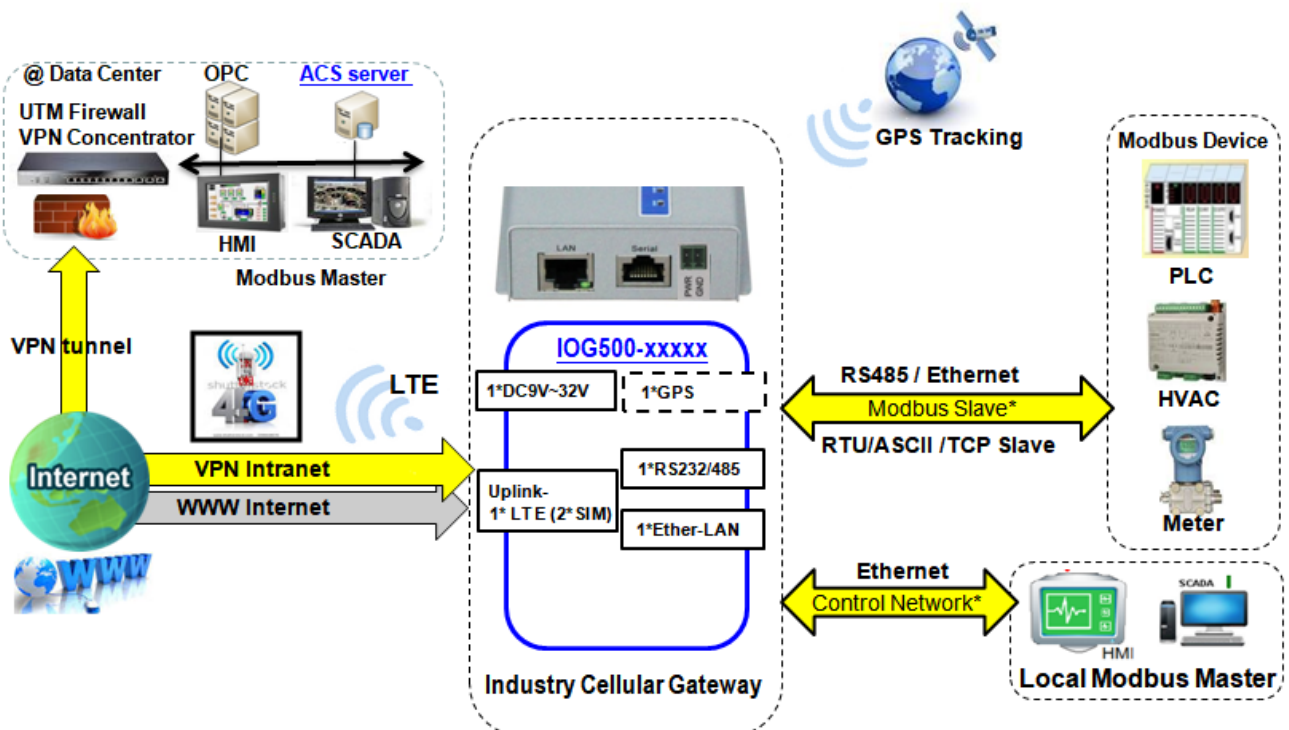 @ Data Center
OPC
ACS server
UTM Firewall
VPN Concentrator
HMI
SCADA
Modbus Master
VPN tunnel
LTE
shutterstock
4G
Internet
VPN Intranet
WWW Internet
WWW
LAN
Serial
PWR
GND
IOG500-xxxxx
1*DC9V~32V
1*GPS
1*RS232/485
Uplink-
1* LTE (2*SIM)
1*Ether-LAN
Industry Cellular Gateway
GPS Tracking
RS485 / Ethernet
Modbus Slave*
RTU/ASCII /TCP Slave
Modbus Device
PLC
HVAC
Meter
Ethernet
Control Network*
SCADA
HMI
Local Modbus Master